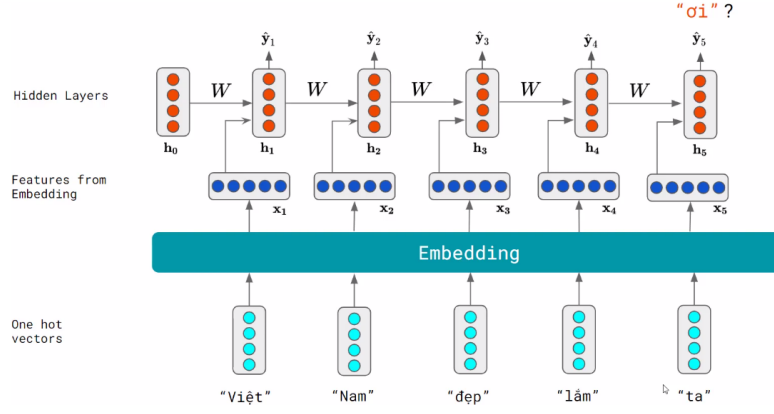 “ơi” ?
ŷ₁ ŷ₂ ŷ₃ ŷ₄ ŷ₅
Hidden Layers
W W W W W
h₀ h₁ h₂ h₃ h₄ h₅
Features from
Embedding
x₁ x₂ x₃ x₄ x₅
Embedding
One hot
vectors
“Việt” “Nam” “đẹp” “lắm” “ta”